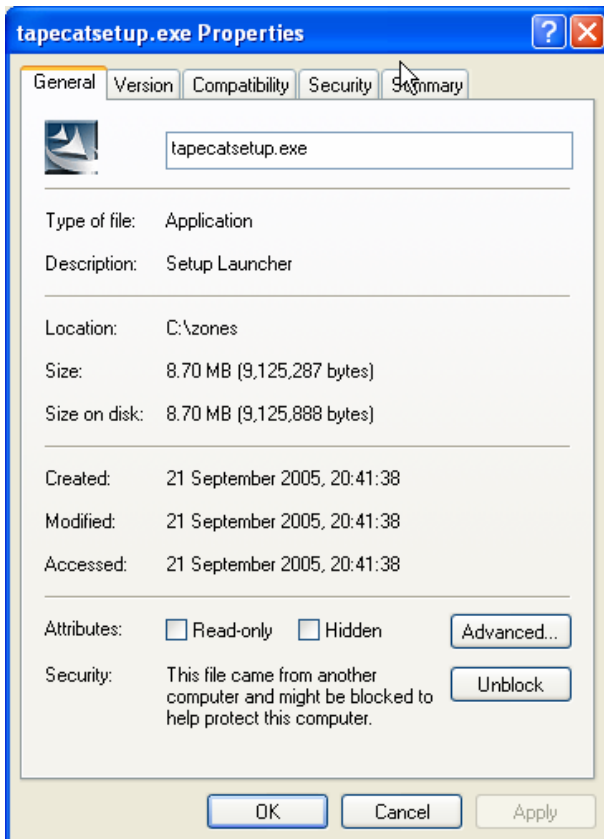 tapecatsetup.exe Properties
General Version Compatibility Security Summary
tapecatsetup.exe
Type of file: Application
Description: Setup Launcher
Location: C:\zones
Size: 8.70 MB (9,125,287 bytes)
Size on disk: 8.70 MB (9,125,888 bytes)
Created: 21 September 2005, 20:41:38
Modified: 21 September 2005, 20:41:38
Accessed: 21 September 2005, 20:41:38
Attributes: Read-only Hidden Advanced...
Security: This file came from another
computer and might be blocked to
help protect this computer.
Unblock
OK Cancel Apply